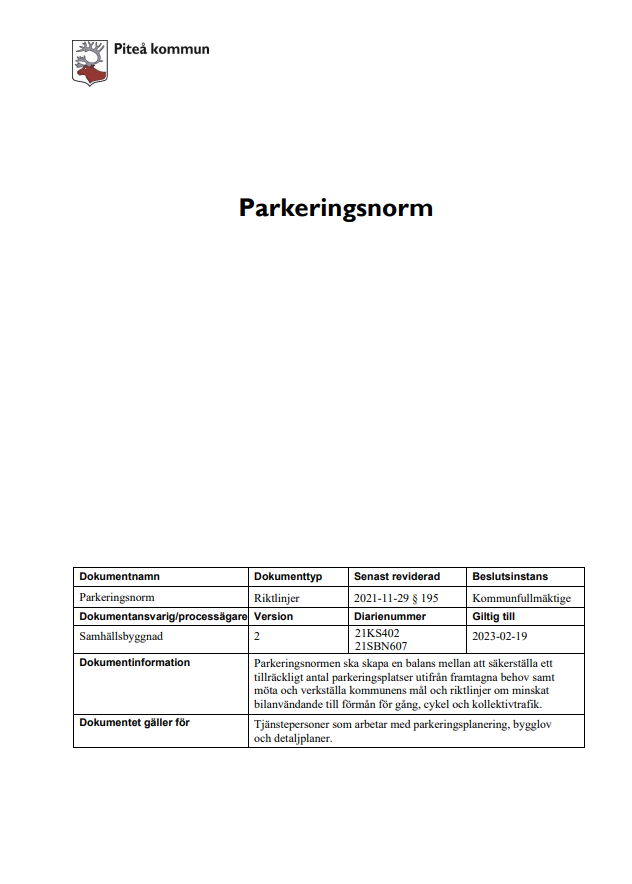 Piteå kommun
Parkeringsnorm
Dokumentnamn Dokumenttyp Senast reviderad Beslutsinstans
Parkeringsnorm Riktlinjer 2021-11-29 § 195 Kommunfullmäktige
Dokumentansvarig/processägare Version Diarienummer Giltig till
Samhällsbyggnad 2 21KS402 2023-02-19
21SBN607
Dokumentinformation Parkeringsnormen ska skapa en balans mellan att säkerställa ett
tillräckligt antal parkeringsplatser utifrån framtagna behov samt
möta och verkställa kommunens mål och riktlinjer om minskat
bilanvändande till förmån för gång, cykel och kollektivtrafik.
Dokumentet gäller för Tjänstepersoner som arbetar med parkeringsplanering, bygglov
och detaljplaner.